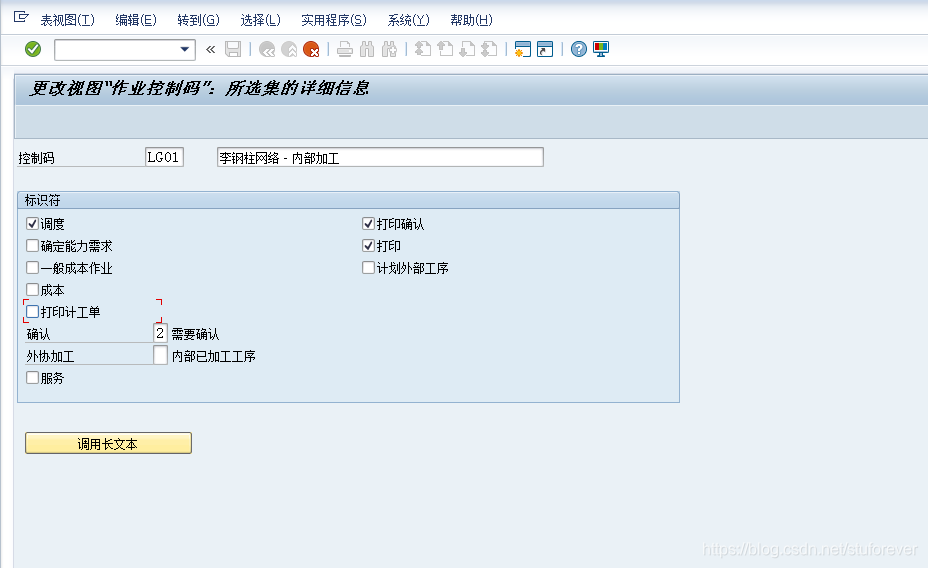 表视图(T) 编辑(E) 转到(G) 选择(L) 实用程序(S) 系统(Y) 帮助(H)
更改视图"作业控制码": 所选集的详细信息
控制码 LG01 李钢柱网络 - 内部加工
标识符
调度 打印确认
确定能力需求 打印
一般成本作业 计划外部工序
成本
打印计工单
确认 2 需要确认
外协加工 内部已加工工序
服务
调用长文本
https://blog.csdn.net/stuforever